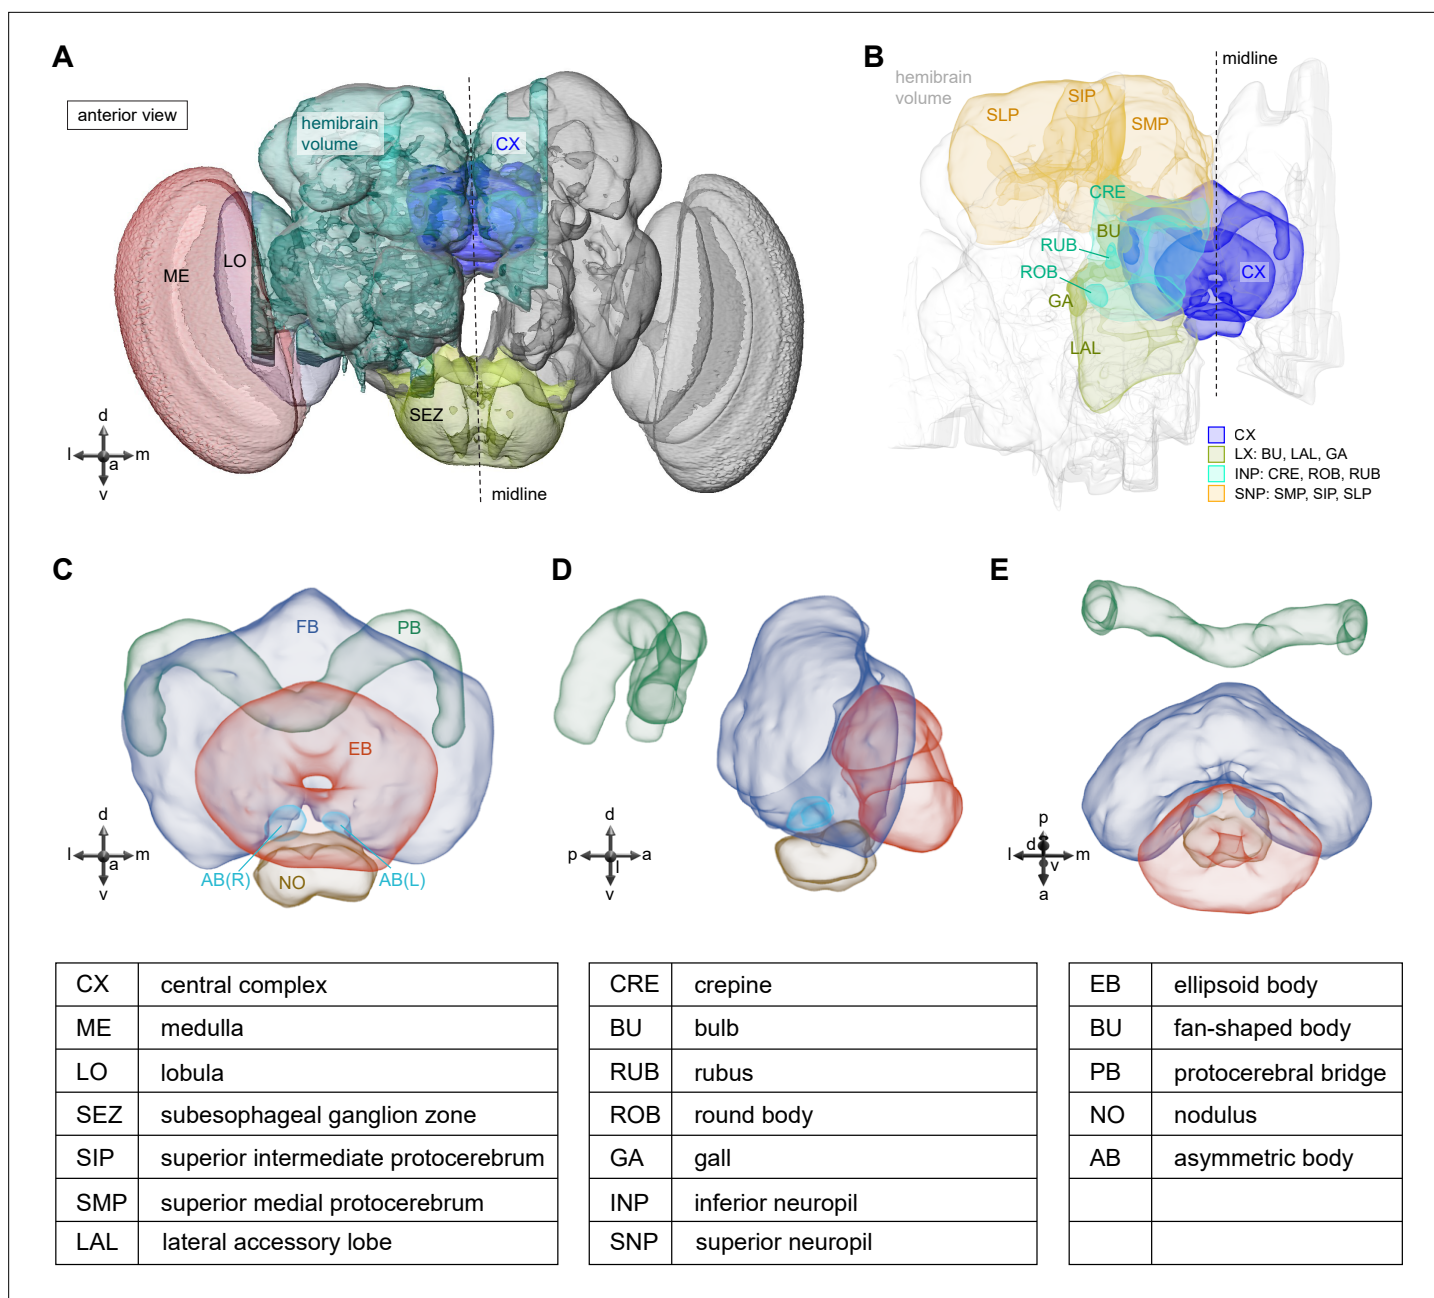 A
anterior view
hemibrain
volume
CX
ME
LO
SEZ
d
l
a
m
v
midline
B
hemibrain
volume
midline
SLP
SIP
SMP
CRE
BU
RUB
ROB
GA
LAL
CX
CX
LX: BU, LAL, GA
INP: CRE, ROB, RUB
SNP: SMP, SIP, SLP
C
FB
PB
EB
AB(R)
NO
AB(L)
d
l
a
m
v
D
d
p
a
l
v
E
p
d
l
m
v
a
CX central complex
ME medulla
LO lobula
SEZ subesophageal ganglion zone
SIP superior intermediate protocerebrum
SMP superior medial protocerebrum
LAL lateral accessory lobe
CRE crepine
BU bulb
RUB rubus
ROB round body
GA gall
INP inferior neuropil
SNP superior neuropil
EB ellipsoid body
BU fan-shaped body
PB protocerebral bridge
NO nodulus
AB asymmetric body